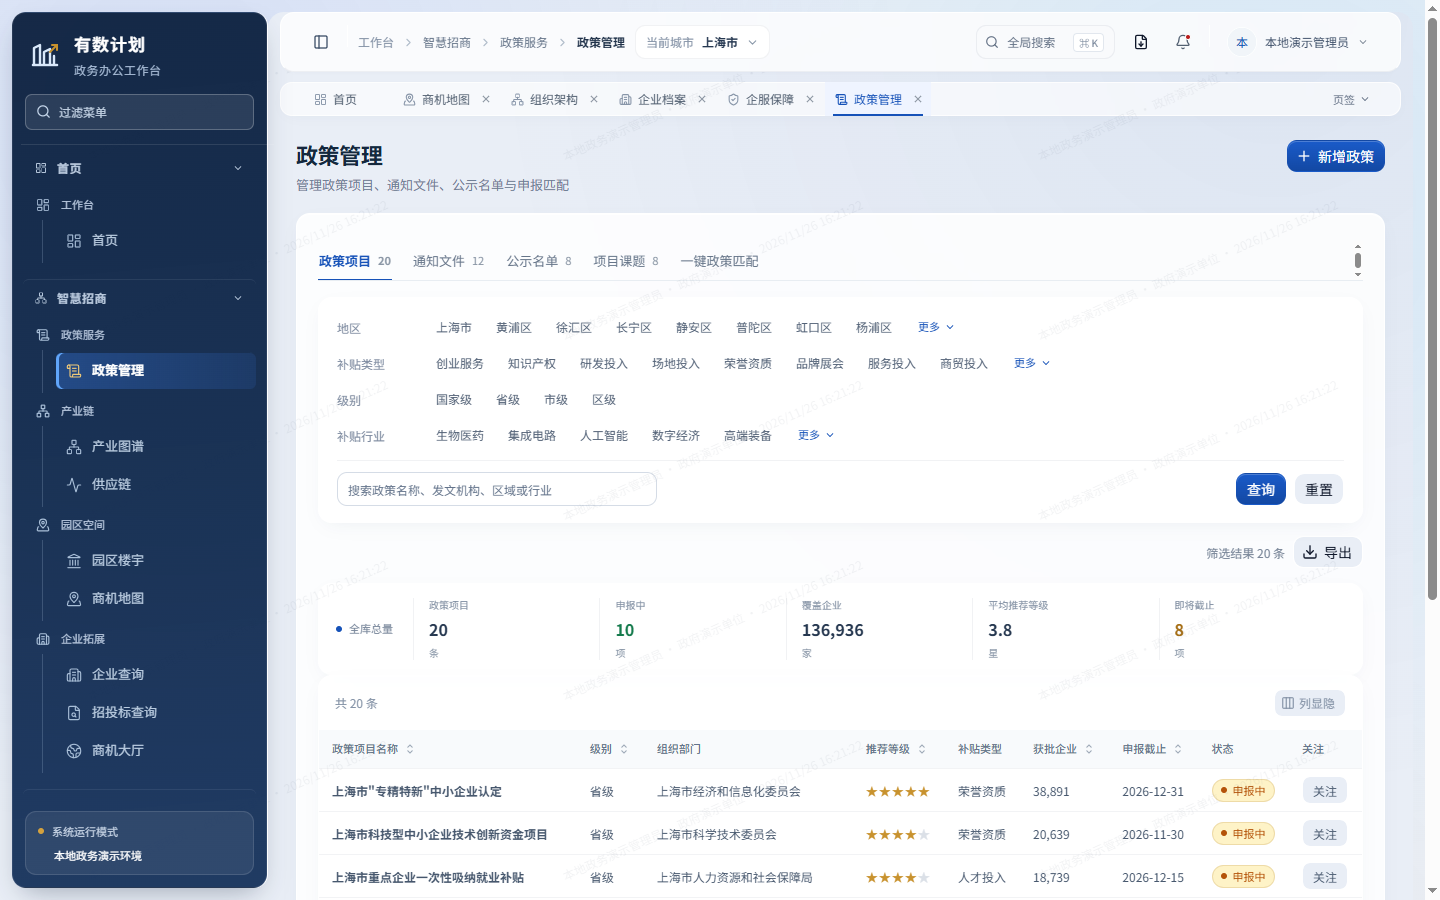 有数计划
政务办公工作台
过滤菜单
首页
工作台
首页
智慧招商
政策服务
政策管理
产业链
产业图谱
供应链
园区空间
园区楼宇
商机地图
企业拓展
企业查询
招投标查询
商机大厅
系统运行模式
本地政务演示环境
工作台 智慧招商 政策服务 政策管理 当前城市 上海市
全局搜索 ⌘K 本 本地演示管理员
首页 商机地图 组织架构 企业档案 企服保障 政策管理 页签
政策管理
管理政策项目、通知文件、公示名单与申报匹配
新增政策
政策项目 20 通知文件 12 公示名单 8 项目课题 8 一键政策匹配
地区 上海市 黄浦区 徐汇区 长宁区 静安区 普陀区 虹口区 杨浦区 更多
补贴类型 创业服务 知识产权 研发投入 场地投入 荣誉资质 品牌展会 服务投入 商贸投入 更多
级别 国家级 省级 市级 区级
补贴行业 生物医药 集成电路 人工智能 数字经济 高端装备 更多
搜索政策名称、发文机构、区域或行业 查询 重置
筛选结果 20 条 导出
全库总量
政策项目
20
条
申报中
10
项
覆盖企业
136,936
家
平均推荐等级
3.8
星
即将截止
8
项
共 20 条 列显隐
政策项目名称 级别 组织部门 推荐等级 补贴类型 获批企业 申报截止 状态 关注
上海市"专精特新"中小企业认定 省级 上海市经济和信息化委员会 ★★★★★ 荣誉资质 38,891 2026-12-31 申报中 关注
上海市科技型中小企业技术创新资金项目 省级 上海市科学技术委员会 ★★★★★ 荣誉资质 20,639 2026-11-30 申报中 关注
上海市重点企业一次性吸纳就业补贴 省级 上海市人力资源和社会保障局 ★★★★★ 人才投入 18,739 2026-12-15 申报中 关注
本地政务演示管理员 · 政府演示单位 · 2026/11/26 16:21:22